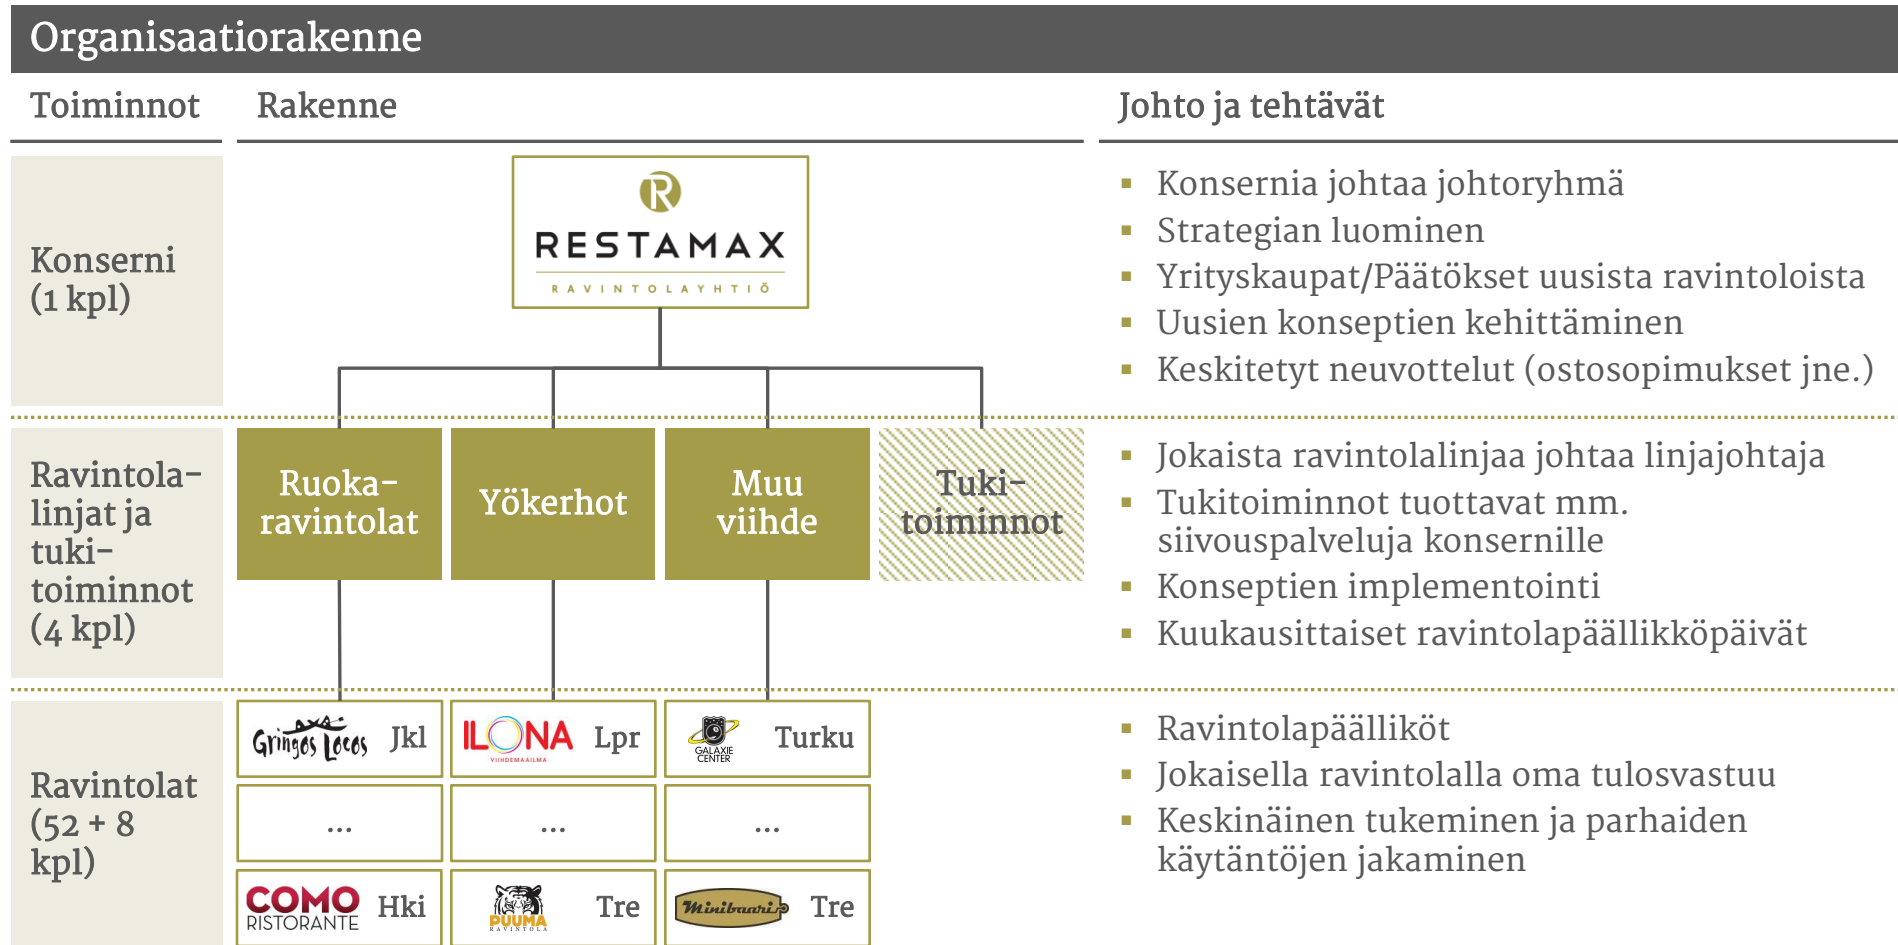 Organisaatiorakenne
Toiminnot
Rakenne
Johto ja tehtävät
Konserni
(1 kpl)
R
RESTAMAX
RAVINTOLAYHTIÖ
▪ Konsernia johtaa johtoryhmä
▪ Strategian luominen
▪ Yrityskaupat/Päätökset uusista ravintoloista
▪ Uusien konseptien kehittäminen
▪ Keskitetyt neuvottelut (ostosopimukset jne.)
Ravintola-
linjat ja
tuki-
toiminnot
(4 kpl)
Ruoka-
ravintolat
Yökerhot
Muu
viihde
Tuki-
toiminnot
▪ Jokaista ravintolalinjaa johtaa linjajohtaja
▪ Tukitoiminnot tuottavat mm.
siivouspalveluja konsernille
▪ Konseptien implementointi
▪ Kuukausittaiset ravintolapäällikköpäivät
Ravintolat
(52 + 8
kpl)
Gringos Locos Jkl
ILONA Lpr
VIIHDEMAAILMA
GALAXIE
CENTER
Turku
...
...
...
COMO
RISTORANTE
Hki
PUUMA
RAVINTOLA
Tre
Minibaari Tre
▪ Ravintolapäälliköt
▪ Jokaisella ravintolalla oma tulosvastuu
▪ Keskinäinen tukeminen ja parhaiden
käytäntöjen jakaminen